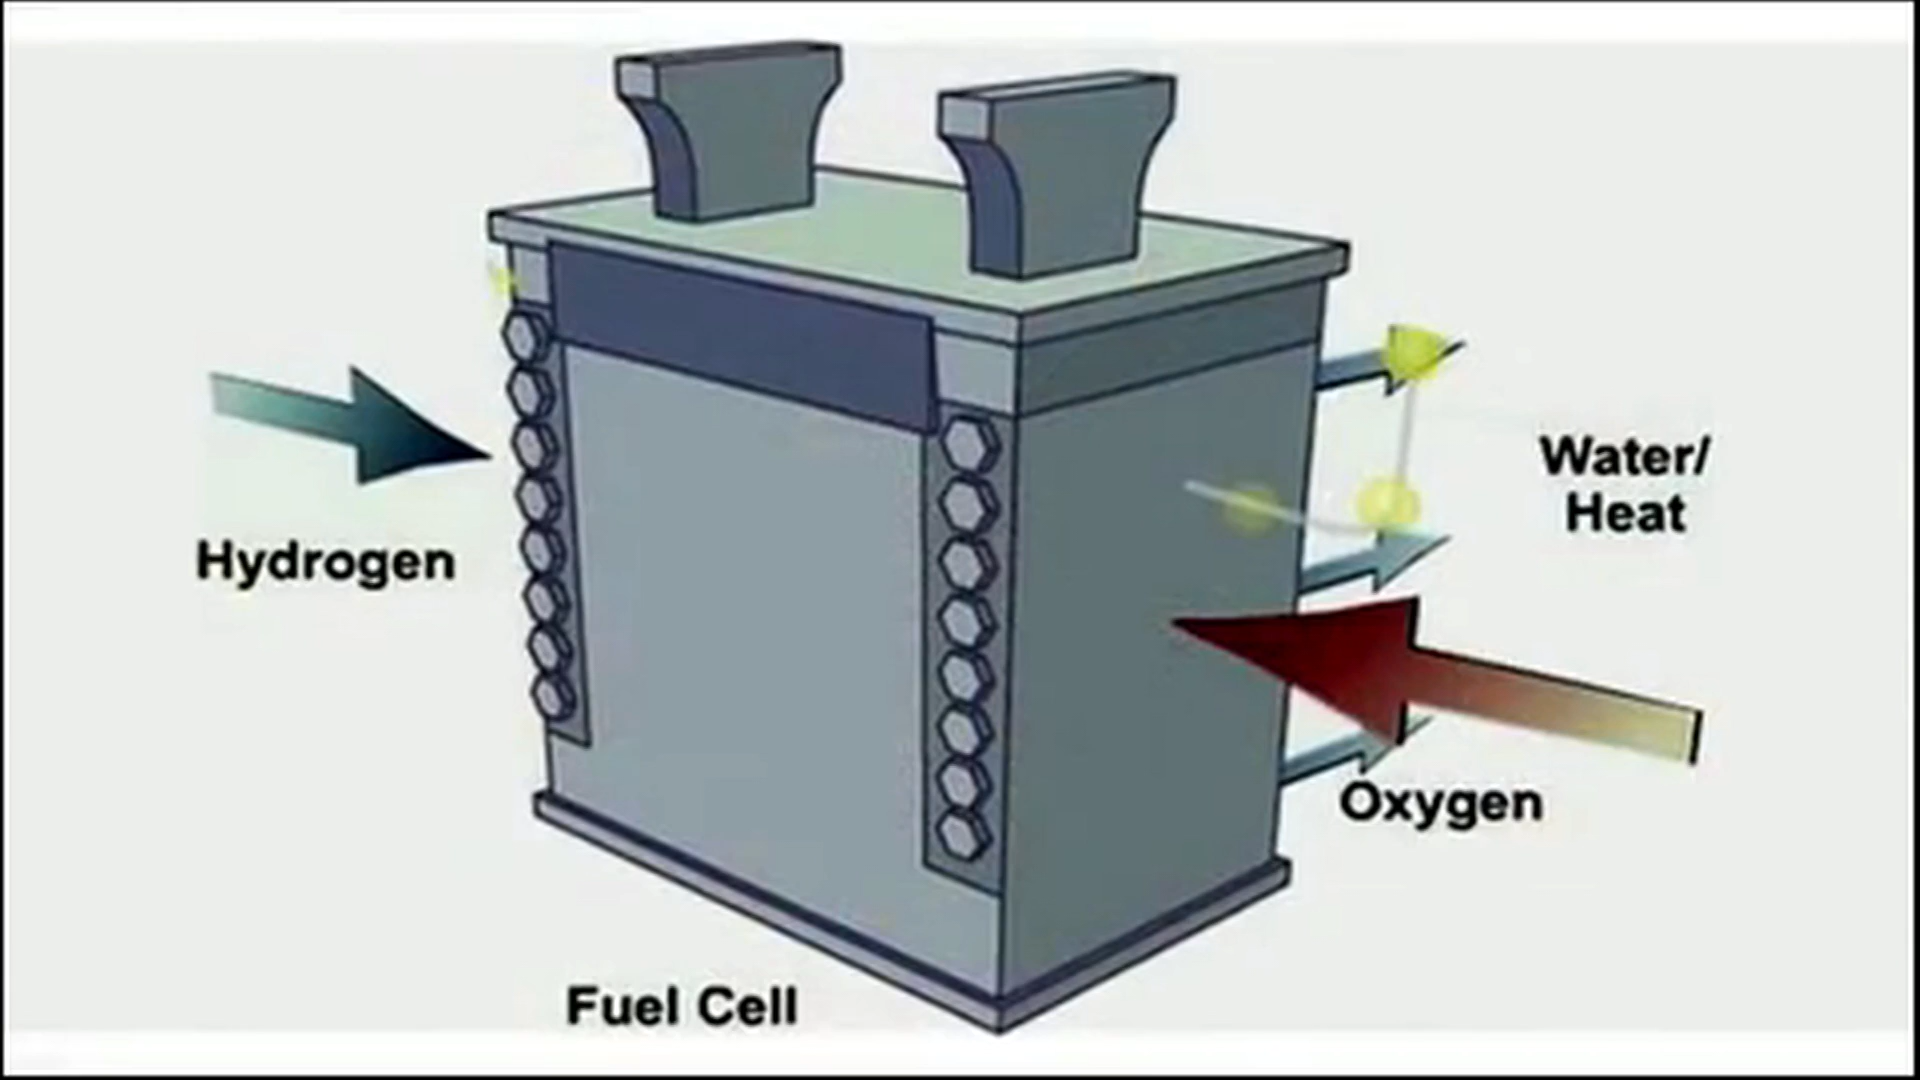 Hydrogen
Water/
Heat
Oxygen
Fuel Cell